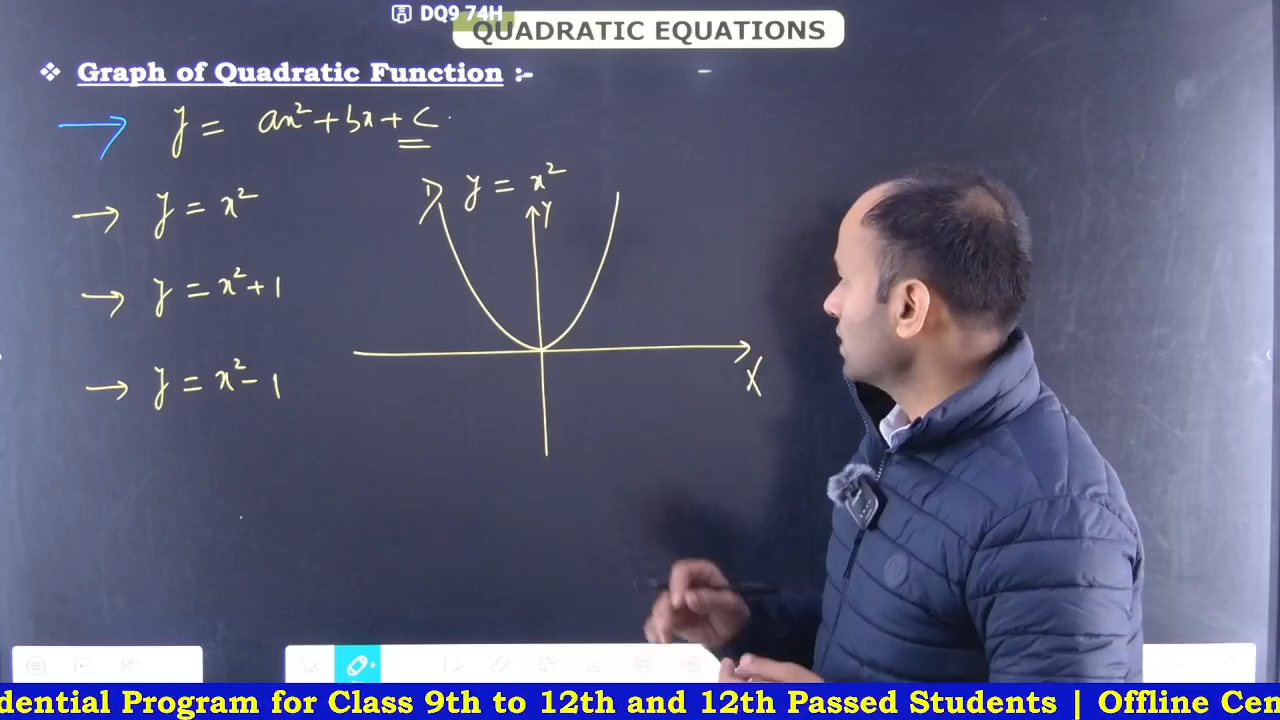 DQ9 74H
QUADRATIC EQUATIONS
❖ Graph of Quadratic Function :-
→ y = ax² + bx + c
→ y = x²
1) y = x²
Y
→ y = x² + 1
X
→ y = x² - 1
dential Program for Class 9th to 12th and 12th Passed Students | Offline Cen